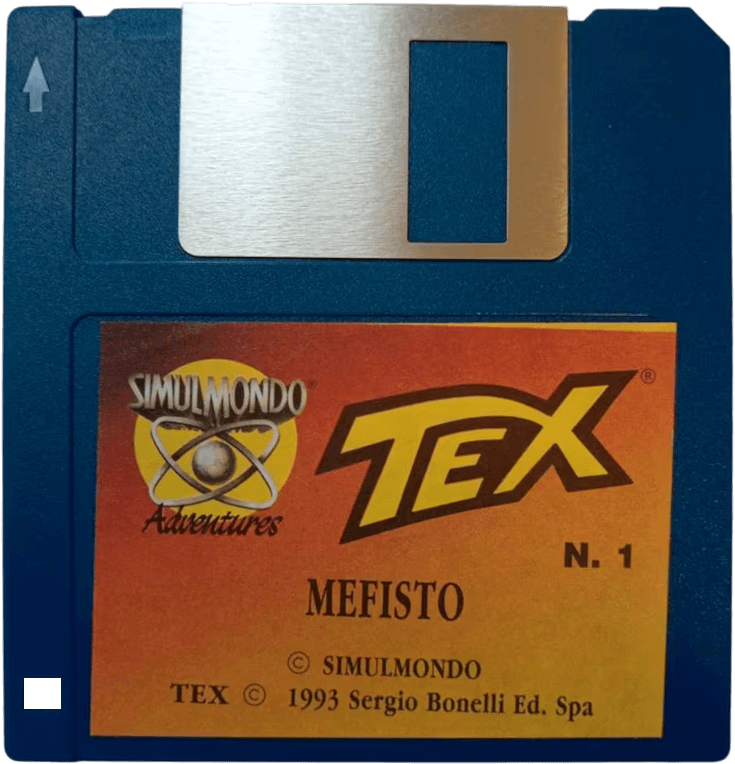 SIMULMONDO
Adventures
TEX®
N. 1
MEFISTO
© SIMULMONDO
TEX © 1993 Sergio Bonelli Ed. Spa